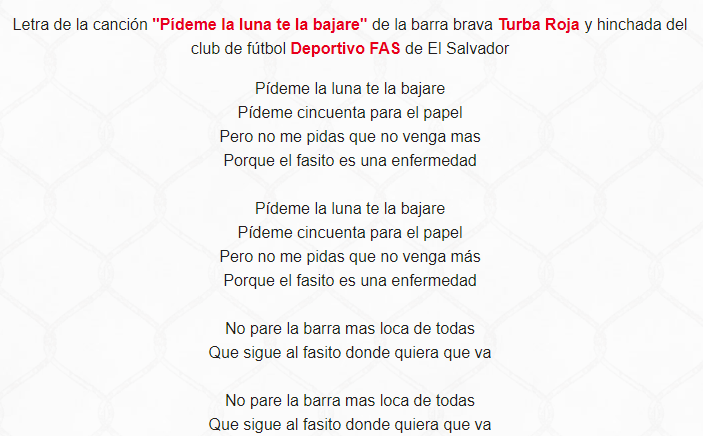 Letra de la canción "Pídeme la luna te la bajare" de la barra brava Turba Roja y hinchada del
club de fútbol Deportivo FAS de El Salvador
Pídeme la luna te la bajare
Pídeme cincuenta para el papel
Pero no me pidas que no venga mas
Porque el fasito es una enfermedad
Pídeme la luna te la bajare
Pídeme cincuenta para el papel
Pero no me pidas que no venga más
Porque el fasito es una enfermedad
No pare la barra mas loca de todas
Que sigue al fasito donde quiera que va
No pare la barra mas loca de todas
Que sigue al fasito donde quiera que va